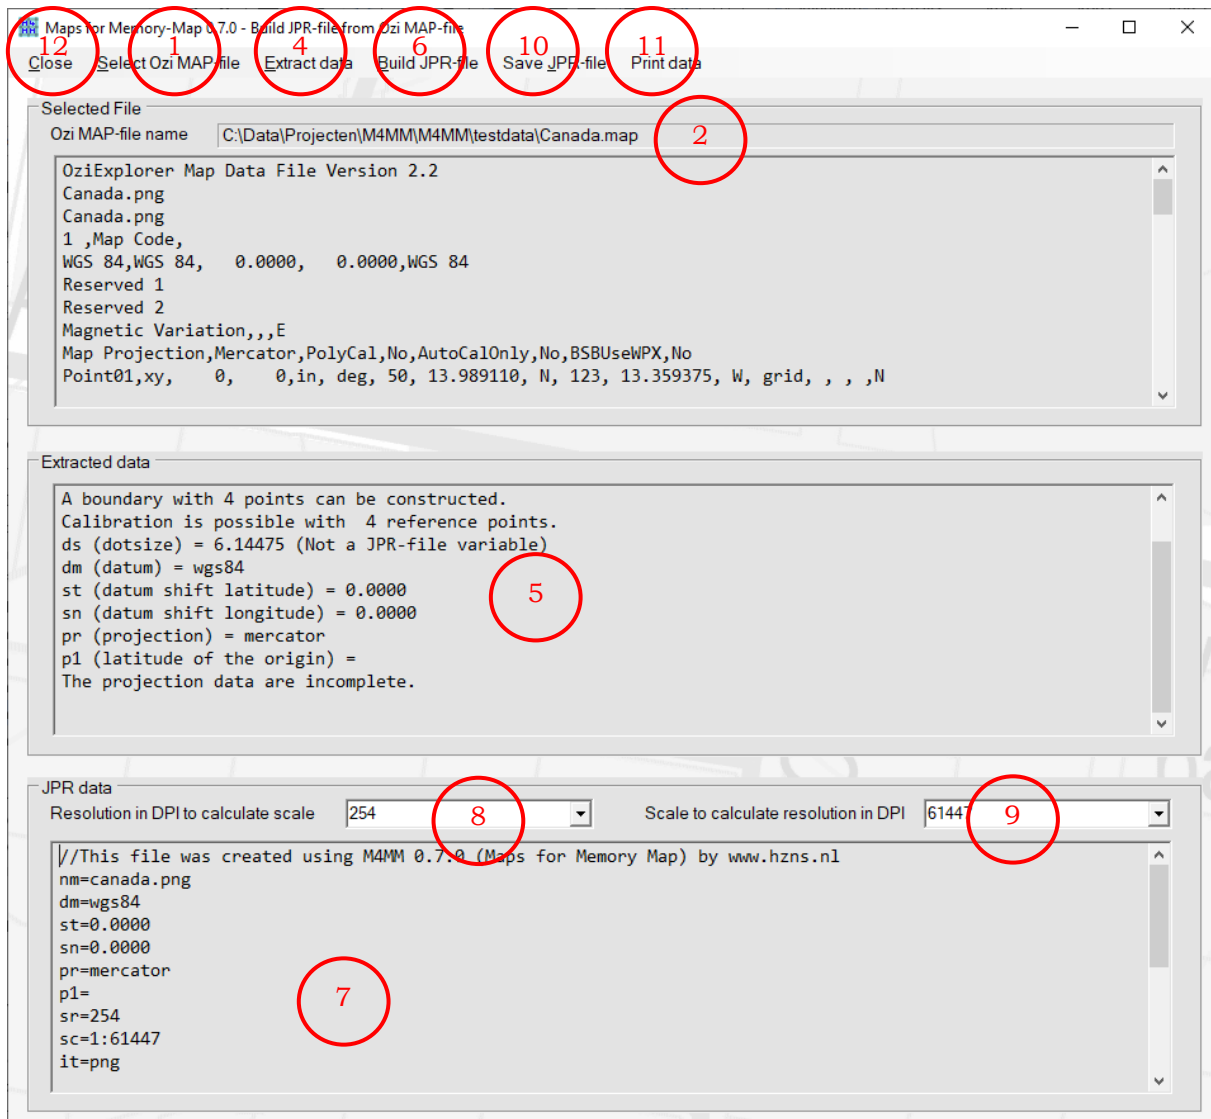 Maps for Memory-Map 0.7.0 - Build JPR-file from Ozi MAP-file
12 1 4 6 10 11
Close Select Ozi MAP-file Extract data Build JPR-file Save JPR-file Print data
Selected File
Ozi MAP-file name C:\Data\Projecten\M4MM\M4MM\testdata\Canada.map 2
OziExplorer Map Data File Version 2.2
Canada.png
Canada.png
1 ,Map Code,
WGS 84,WGS 84,   0.0000,   0.0000,WGS 84
Reserved 1
Reserved 2
Magnetic Variation,,,E
Map Projection,Mercator,PolyCal,No,AutoCalOnly,No,BSBUseWPX,No
Point01,xy,    0,    0,in, deg, 50, 13.989110, N, 123, 13.359375, W, grid, , , ,N
Extracted data
A boundary with 4 points can be constructed.
Calibration is possible with  4 reference points.
ds (dotsize) = 6.14475 (Not a JPR-file variable)
dm (datum) = wgs84
st (datum shift latitude) = 0.0000
5
sn (datum shift longitude) = 0.0000
pr (projection) = mercator
p1 (latitude of the origin) =
The projection data are incomplete.
JPR data
Resolution in DPI to calculate scale 254 8 Scale to calculate resolution in DPI 61447 9
//This file was created using M4MM 0.7.0 (Maps for Memory Map) by www.hzns.nl
nm=canada.png
dm=wgs84
st=0.0000
sn=0.0000
pr=mercator
p1=
7
sr=254
sc=1:61447
it=png